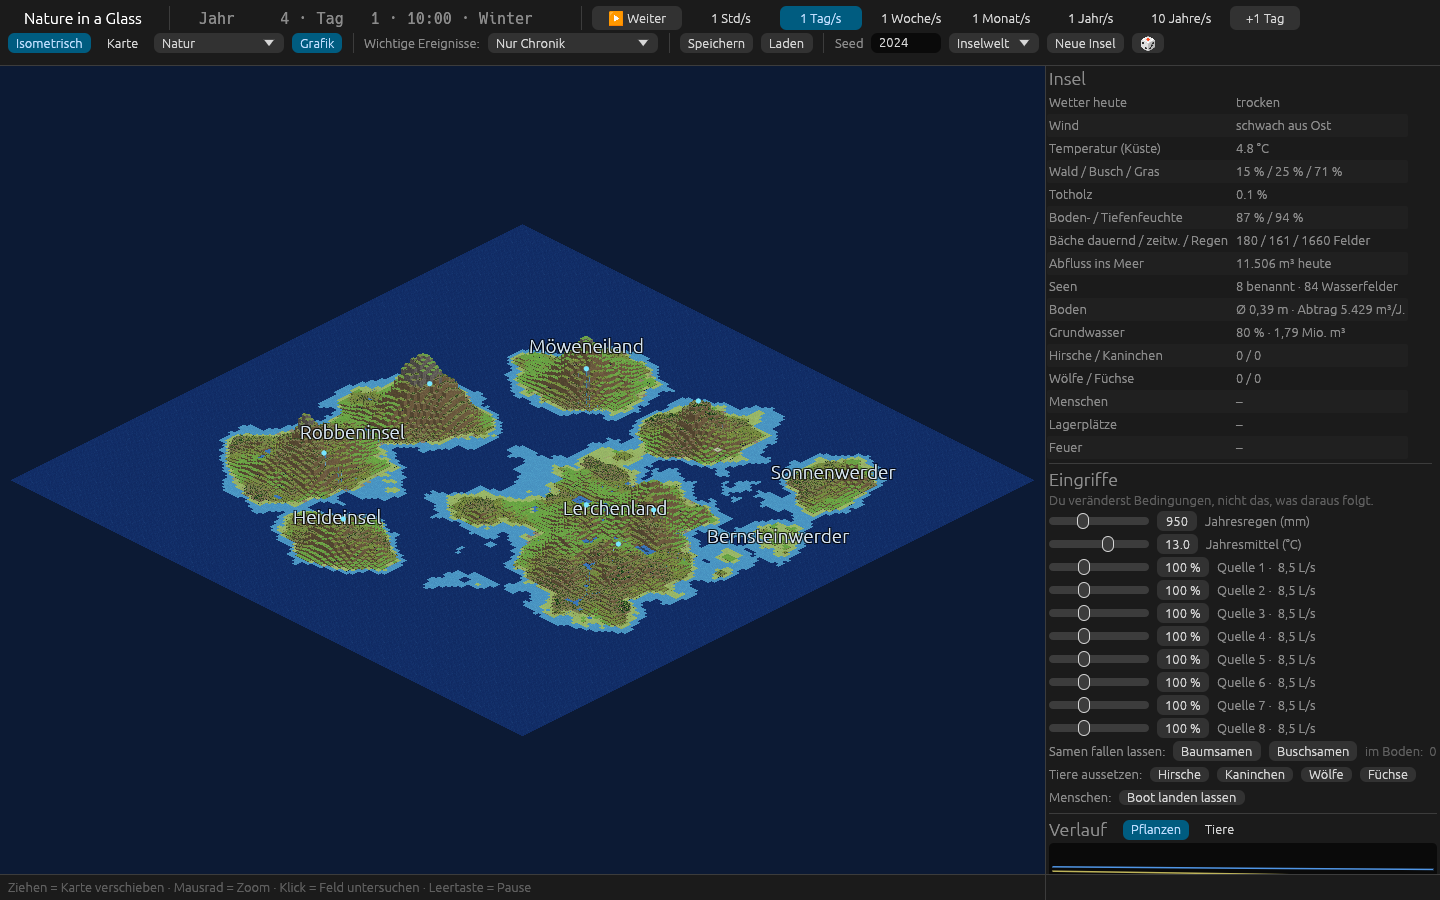 Nature in a Glass
Jahr 4 · Tag 1 · 10:00 · Winter
Weiter
1 Std/s
1 Tag/s
1 Woche/s
1 Monat/s
1 Jahr/s
10 Jahre/s
+1 Tag
Isometrisch
Karte
Natur
Grafik
Wichtige Ereignisse:
Nur Chronik
Speichern
Laden
Seed
2024
Inselwelt
Neue Insel
Möweneiland
Robbeninsel
Sonnenwerder
Lerchenland
Heideinsel
Bernsteinwerder
Insel
Wetter heute trocken
Wind schwach aus Ost
Temperatur (Küste) 4.8 °C
Wald / Busch / Gras 15 % / 25 % / 71 %
Totholz 0.1 %
Boden- / Tiefenfeuchte 87 % / 94 %
Bäche dauernd / zeitw. / Regen 180 / 161 / 1660 Felder
Abfluss ins Meer 11.506 m³ heute
Seen 8 benannt · 84 Wasserfelder
Boden Ø 0,39 m · Abtrag 5.429 m³/J.
Grundwasser 80 % · 1,79 Mio. m³
Hirsche / Kaninchen 0 / 0
Wölfe / Füchse 0 / 0
Menschen –
Lagerplätze –
Feuer –
Eingriffe
Du veränderst Bedingungen, nicht das, was daraus folgt.
950 Jahresregen (mm)
13.0 Jahresmittel (°C)
100 % Quelle 1 · 8,5 L/s
100 % Quelle 2 · 8,5 L/s
100 % Quelle 3 · 8,5 L/s
100 % Quelle 4 · 8,5 L/s
100 % Quelle 5 · 8,5 L/s
100 % Quelle 6 · 8,5 L/s
100 % Quelle 7 · 8,5 L/s
100 % Quelle 8 · 8,5 L/s
Samen fallen lassen: Baumsamen Buschsamen im Boden: 0
Tiere aussetzen: Hirsche Kaninchen Wölfe Füchse
Menschen: Boot landen lassen
Verlauf Pflanzen Tiere
Ziehen = Karte verschieben · Mausrad = Zoom · Klick = Feld untersuchen · Leertaste = Pause